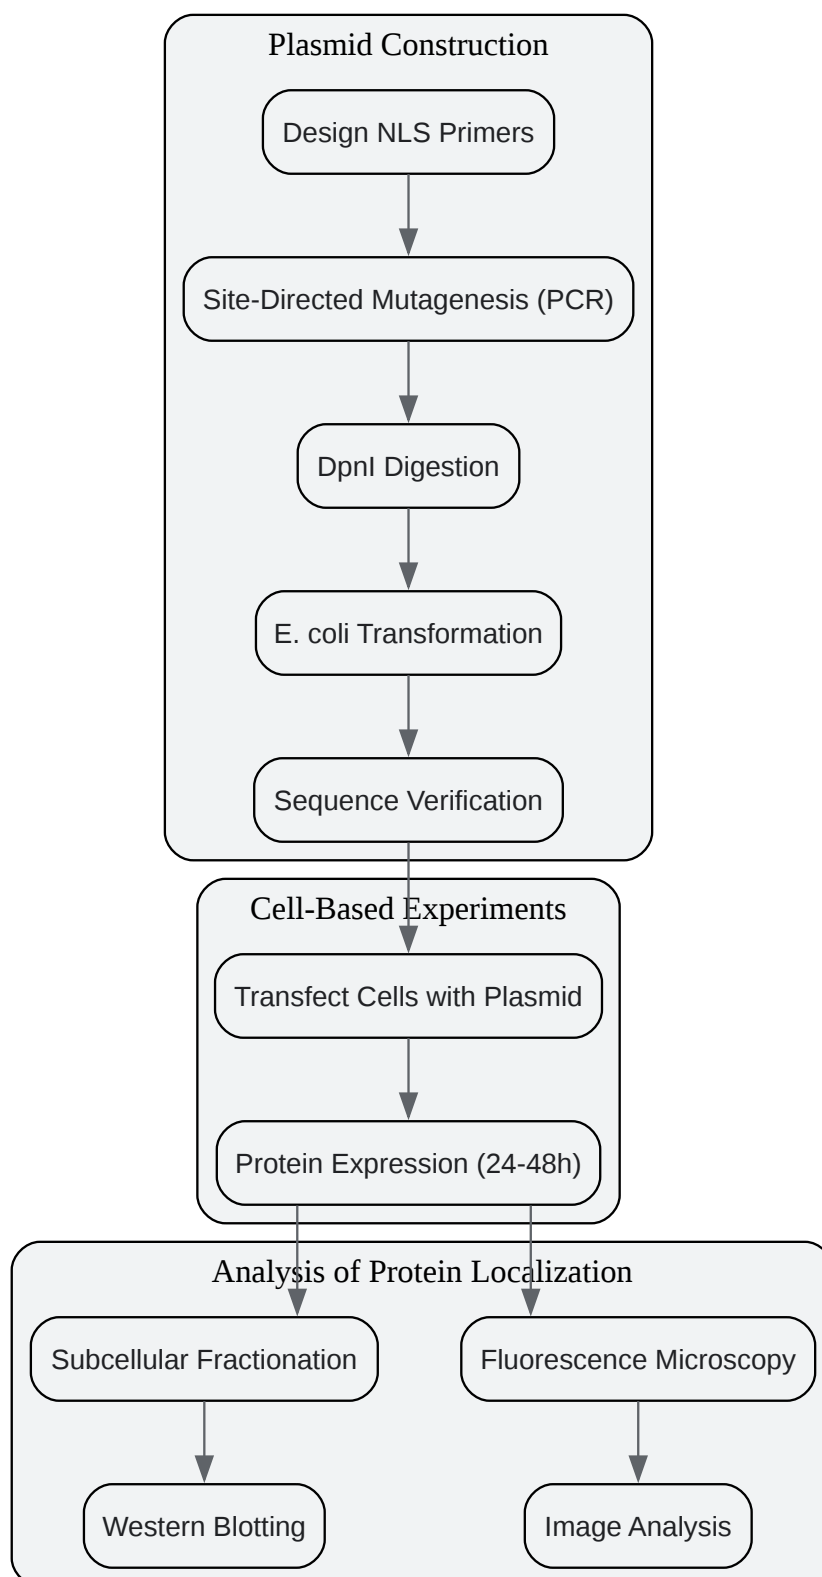 Plasmid Construction
Design NLS Primers
Site-Directed Mutagenesis (PCR)
DpnI Digestion
E. coli Transformation
Sequence Verification
Cell-Based Experiments
Transfect Cells with Plasmid
Protein Expression (24-48h)
Analysis of Protein Localization
Subcellular Fractionation
Fluorescence Microscopy
Western Blotting
Image Analysis